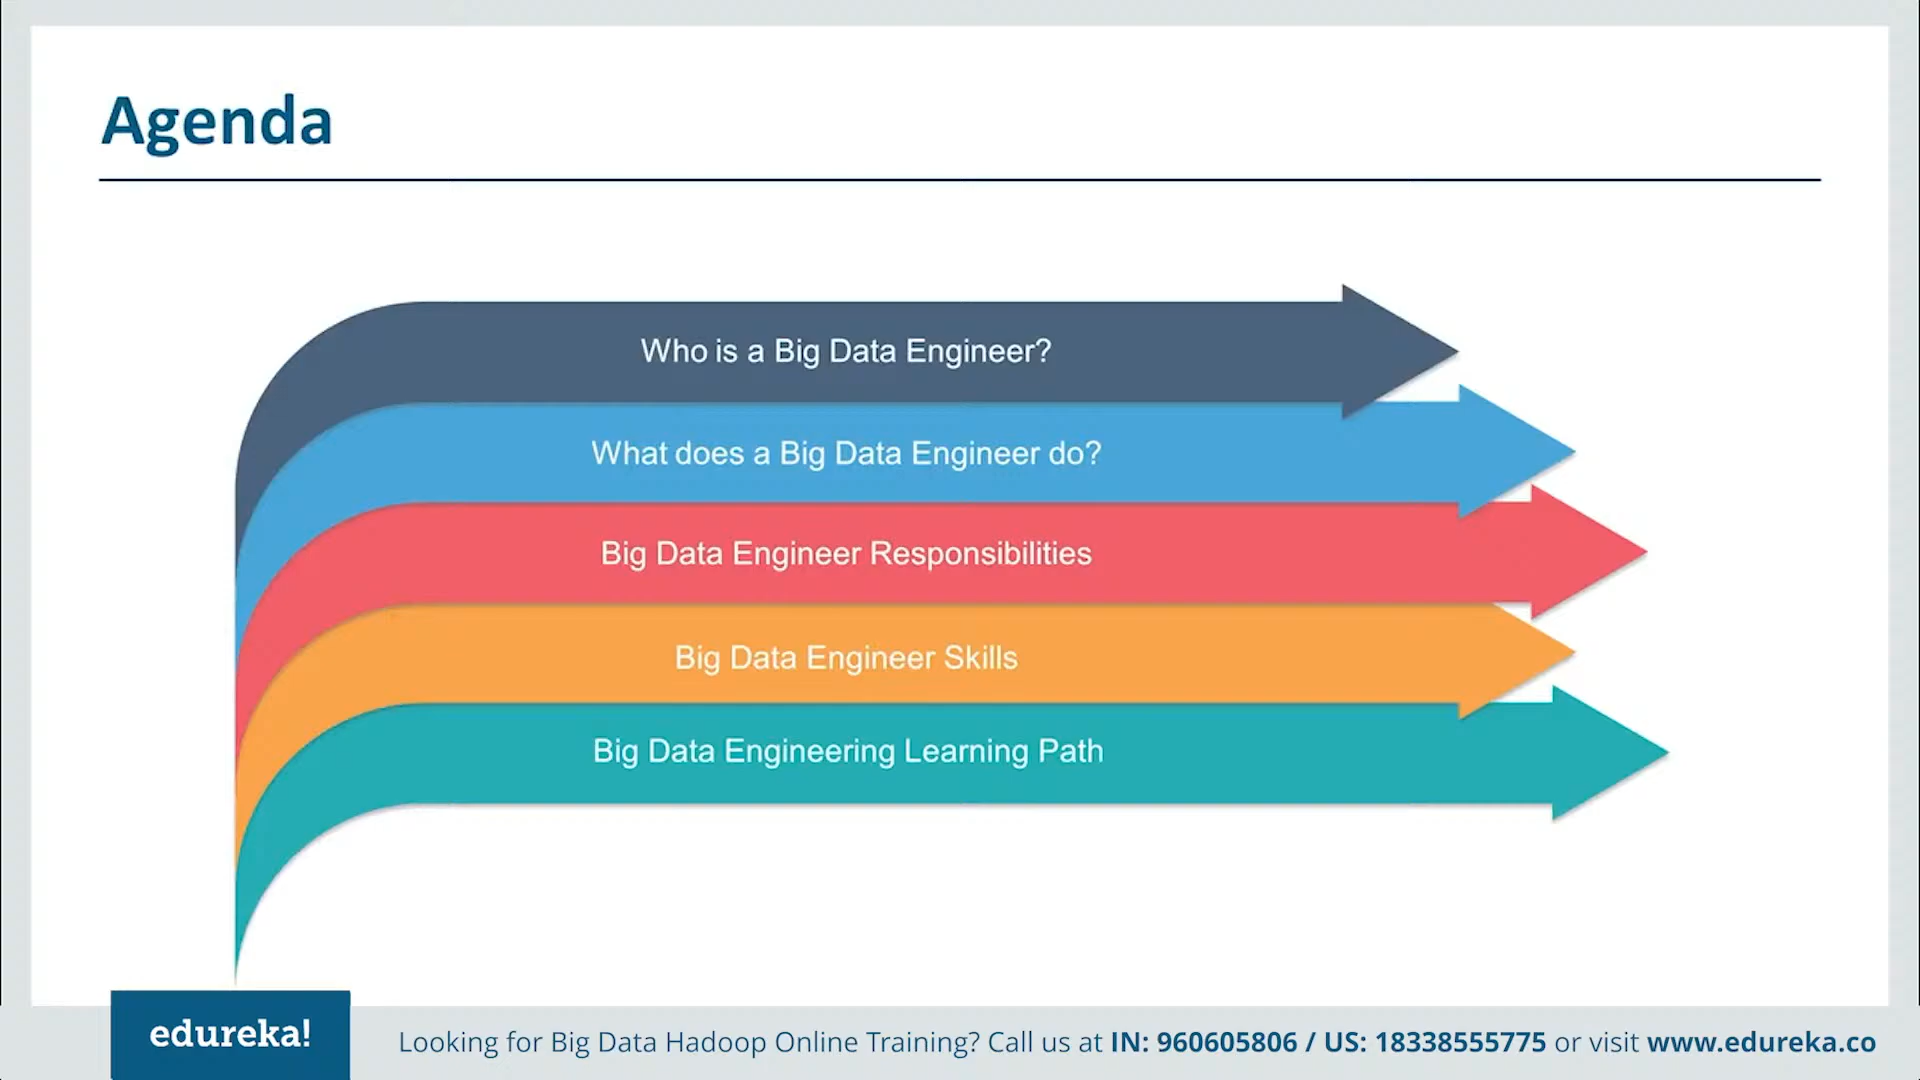 Agenda
Who is a Big Data Engineer?
What does a Big Data Engineer do?
Big Data Engineer Responsibilities
Big Data Engineer Skills
Big Data Engineering Learning Path
edureka!
Looking for Big Data Hadoop Online Training? Call us at IN: 960605806 / US: 18338555775 or visit www.edureka.co